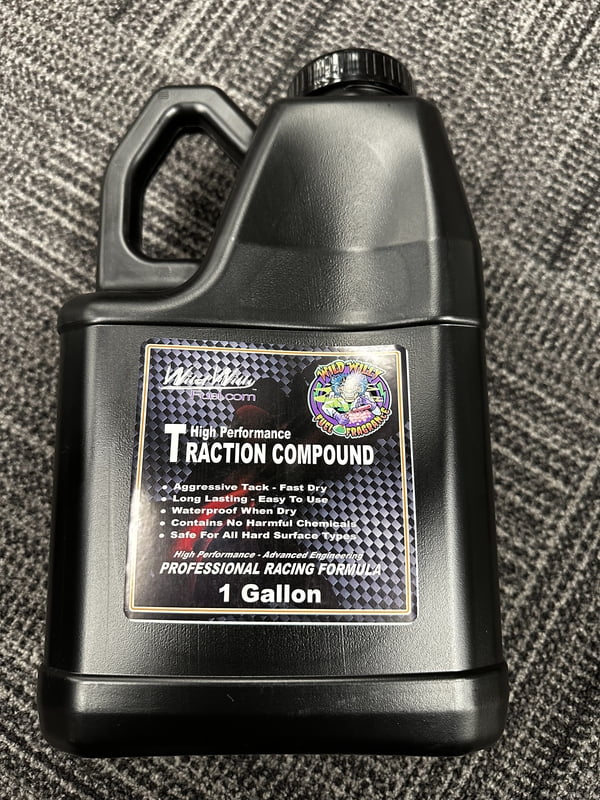 Wild Willy
Fuel.com
WILD WILLY
FUEL FRAGRANCE
High Performance
TRACTION COMPOUND
• Aggressive Tack - Fast Dry
• Long Lasting - Easy To Use
• Waterproof When Dry
• Contains No Harmful Chemicals
• Safe For All Hard Surface Types
High Performance - Advanced Engineering
PROFESSIONAL RACING FORMULA
1 Gallon